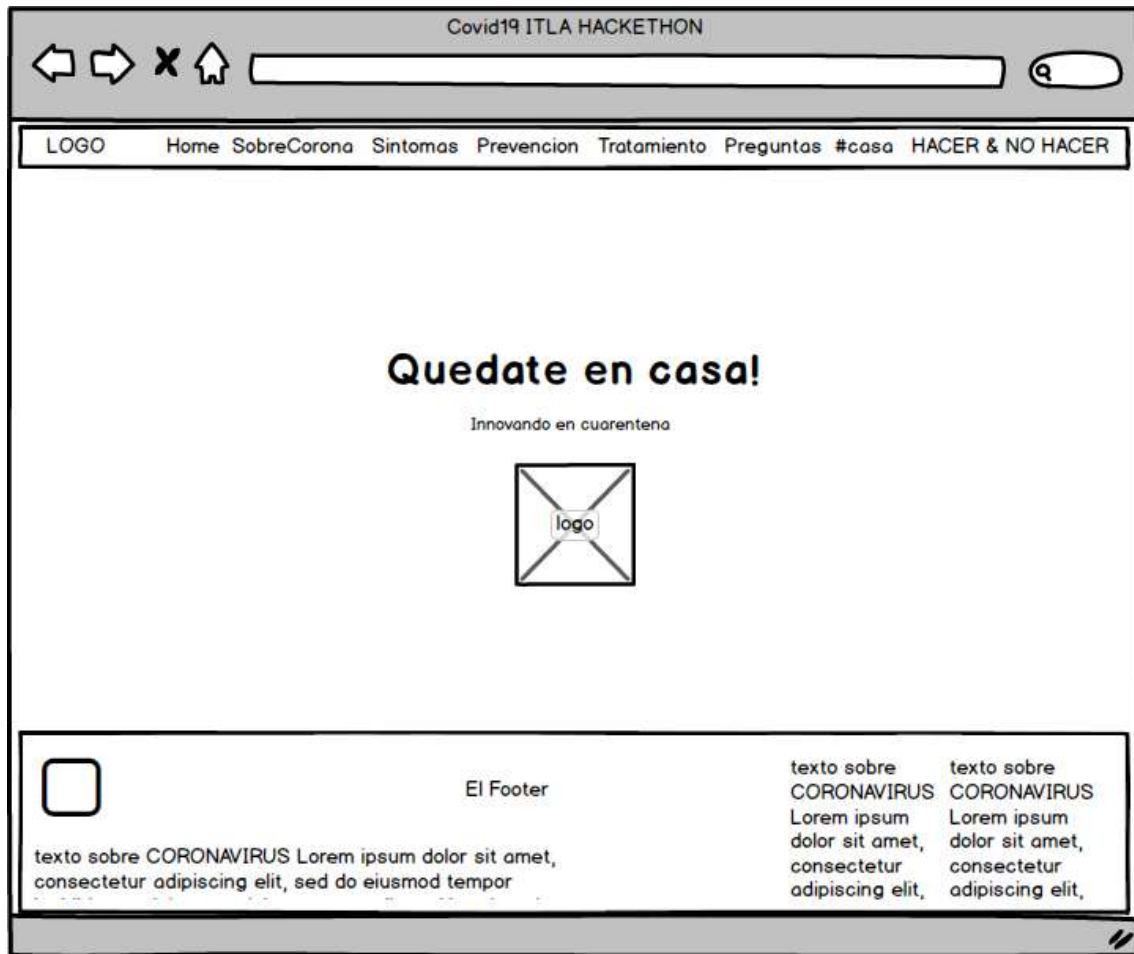 Covid19 ITLA HACKETHON
LOGO Home SobreCorona Sintomas Prevencion Tratamiento Preguntas #casa HACER & NO HACER
Quedate en casa!
Innovando en cuarentena
logo
El Footer
texto sobre CORONAVIRUS Lorem ipsum dolor sit amet,
consectetur adipiscing elit, sed do eiusmod tempor
texto sobre
CORONAVIRUS
Lorem ipsum
dolor sit amet,
consectetur
adipiscing elit,
texto sobre
CORONAVIRUS
Lorem ipsum
dolor sit amet,
consectetur
adipiscing elit,